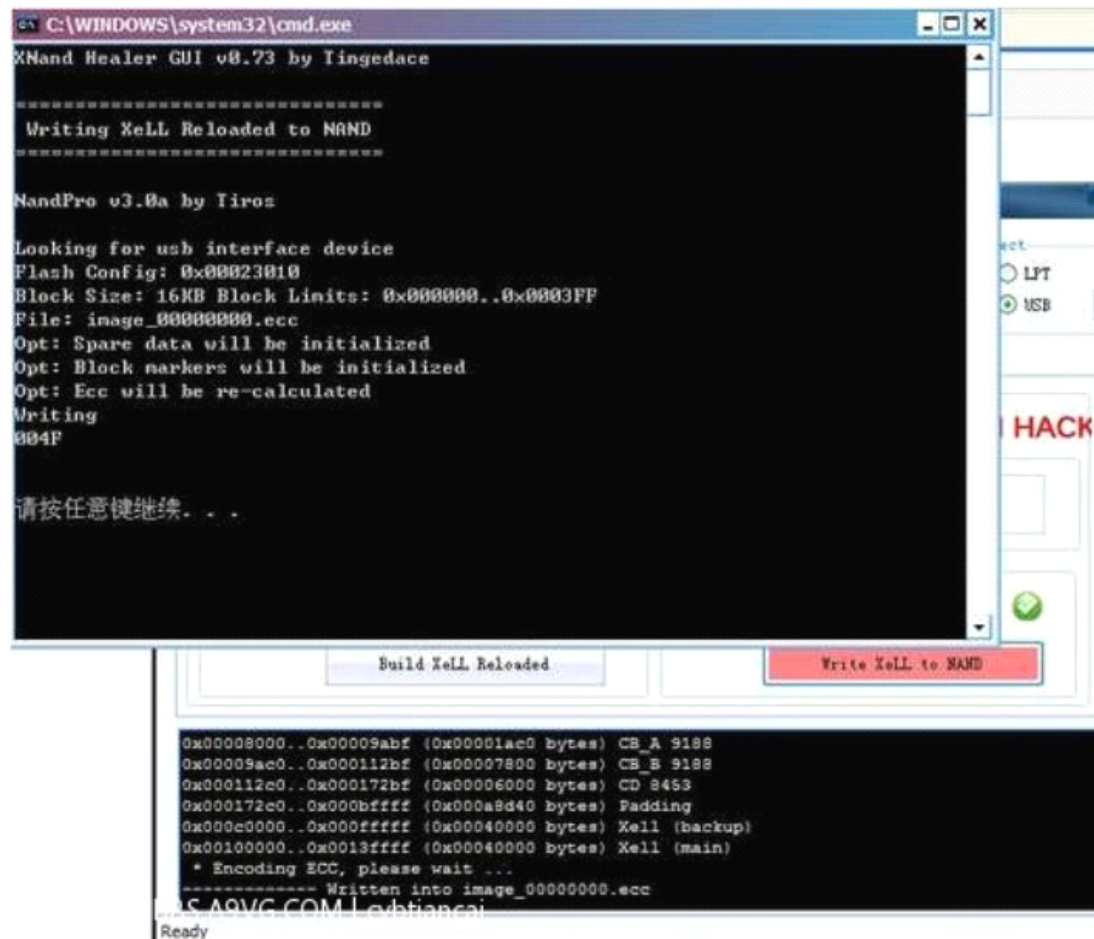 C:\WINDOWS\system32\cmd.exe
XNand Healer GUI v0.73 by Tingedace
================================
Writing XeLL Reloaded to NAND
================================
NandPro v3.0a by Tiros
Looking for usb interface device
Flash Config: 0x00023010
Block Size: 16KB Block Limits: 0x000000..0x0003FF
File: image_00000000.ecc
Opt: Spare data will be initialized
Opt: Block markers will be initialized
Opt: Ecc will be re-calculated
Writing
004F
请按任意键继续. . .
LPT
USB
HACK
Build XeLL Reloaded
Write XeLL to NAND
0x00008000..0x00009abf (0x00001ac0 bytes) CB_A 9188
0x00009ac0..0x000112bf (0x00007800 bytes) CB_B 9188
0x000112c0..0x000172bf (0x00006000 bytes) CD 8453
0x000172c0..0x000bffff (0x000a8d40 bytes) Padding
0x000c0000..0x000fffff (0x00040000 bytes) Xell (backup)
0x00100000..0x0013ffff (0x00040000 bytes) Xell (main)
* Encoding ECC, please wait ...
------------- Written into image_00000000.ecc
BBS.A9VG.COM | cybtiancai
Ready